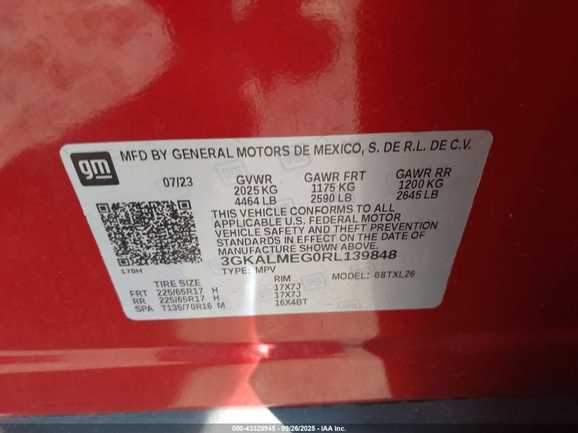 gm
MFD BY GENERAL MOTORS DE MEXICO, S. DE R.L. DE C.V.
07/23 GVWR GAWR FRT GAWR RR
2025 KG 1175 KG 1200 KG
4464 LB 2590 LB 2645 LB
THIS VEHICLE CONFORMS TO ALL
APPLICABLE U.S. FEDERAL MOTOR
VEHICLE SAFETY AND THEFT PREVENTION
STANDARDS IN EFFECT ON THE DATE OF
MANUFACTURE SHOWN ABOVE.
3GKALMEG0RL139848
170H TYPE: MPV MODEL: 68TXL26
TIRE SIZE RIM
FRT 225/65R17 H 17X7J
RR 225/65R17 H 17X7J
SPA T135/70R16 M 16X4BT
000-43328945 - 09/26/2025 - IAA Inc.